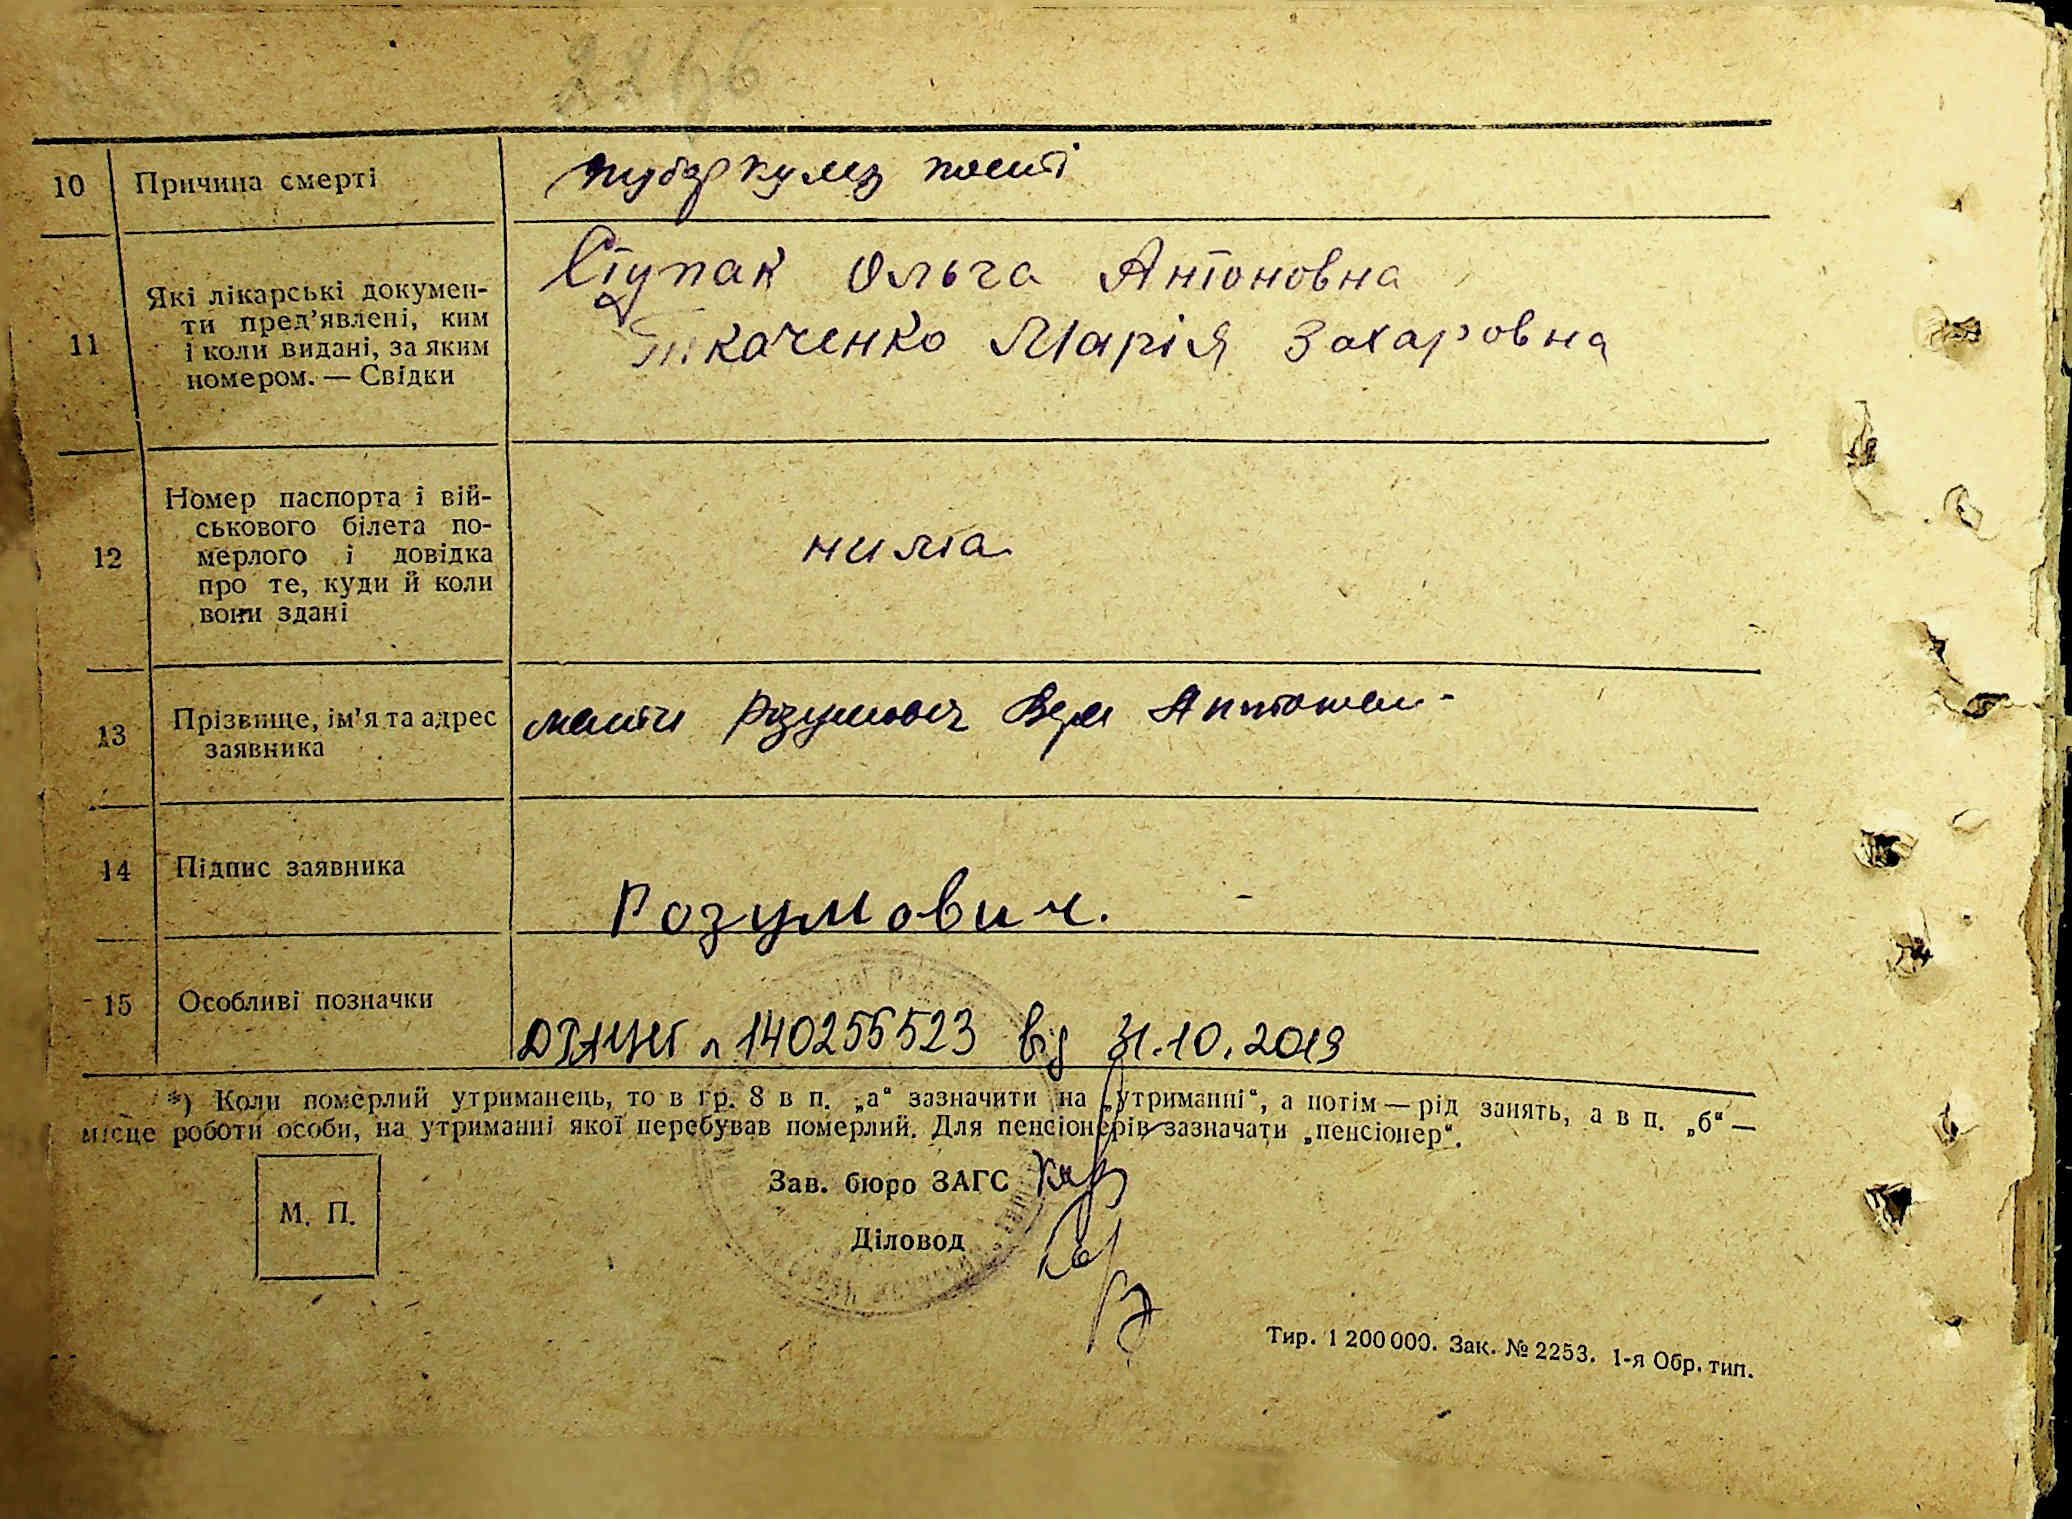 2266
10 Причина смерті туберкулез
11 Які лікарські докумен-
ти пред’явлені, ким
і коли видані, за яким
номером. — Свідки
Ступак Ольга Антоновна
Ткаченко Марія Захаровна
12 Номер паспорта і вій-
ськового білета по-
мерлого і довідка
про те, куди й коли
вони здані
нима
13 Прізвище, ім’я та адрес
заявника
мати Розумович Вера
14 Підпис заявника
Розумович.
15 Особливі позначки
140255523 від 31.10.2019
*) Коли померлий утриманець, то в гр. 8 в п. „а“ зазначити на „утриманні“, а потім — рід занять, а в п. „б“ —
місце роботи особи, на утриманні якої перебував померлий. Для пенсіонерів зазначати „пенсіонер“.
М. П.
Зав. бюро ЗАГС
Діловод
Тир. 1 200 000. Зак. № 2253. 1-я Обр. тип.